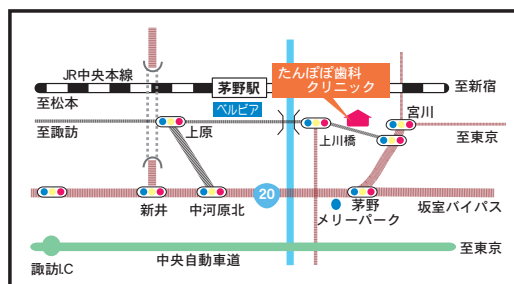 JR中央本線
茅野駅
たんぽぽ歯科
クリニック
至松本
至新宿
ベルビア
宮川
至諏訪
上原
上川橋
至東京
新井
中河原北
20
茅野
メリーパーク
坂室バイパス
中央自動車道
至東京
諏訪I.C